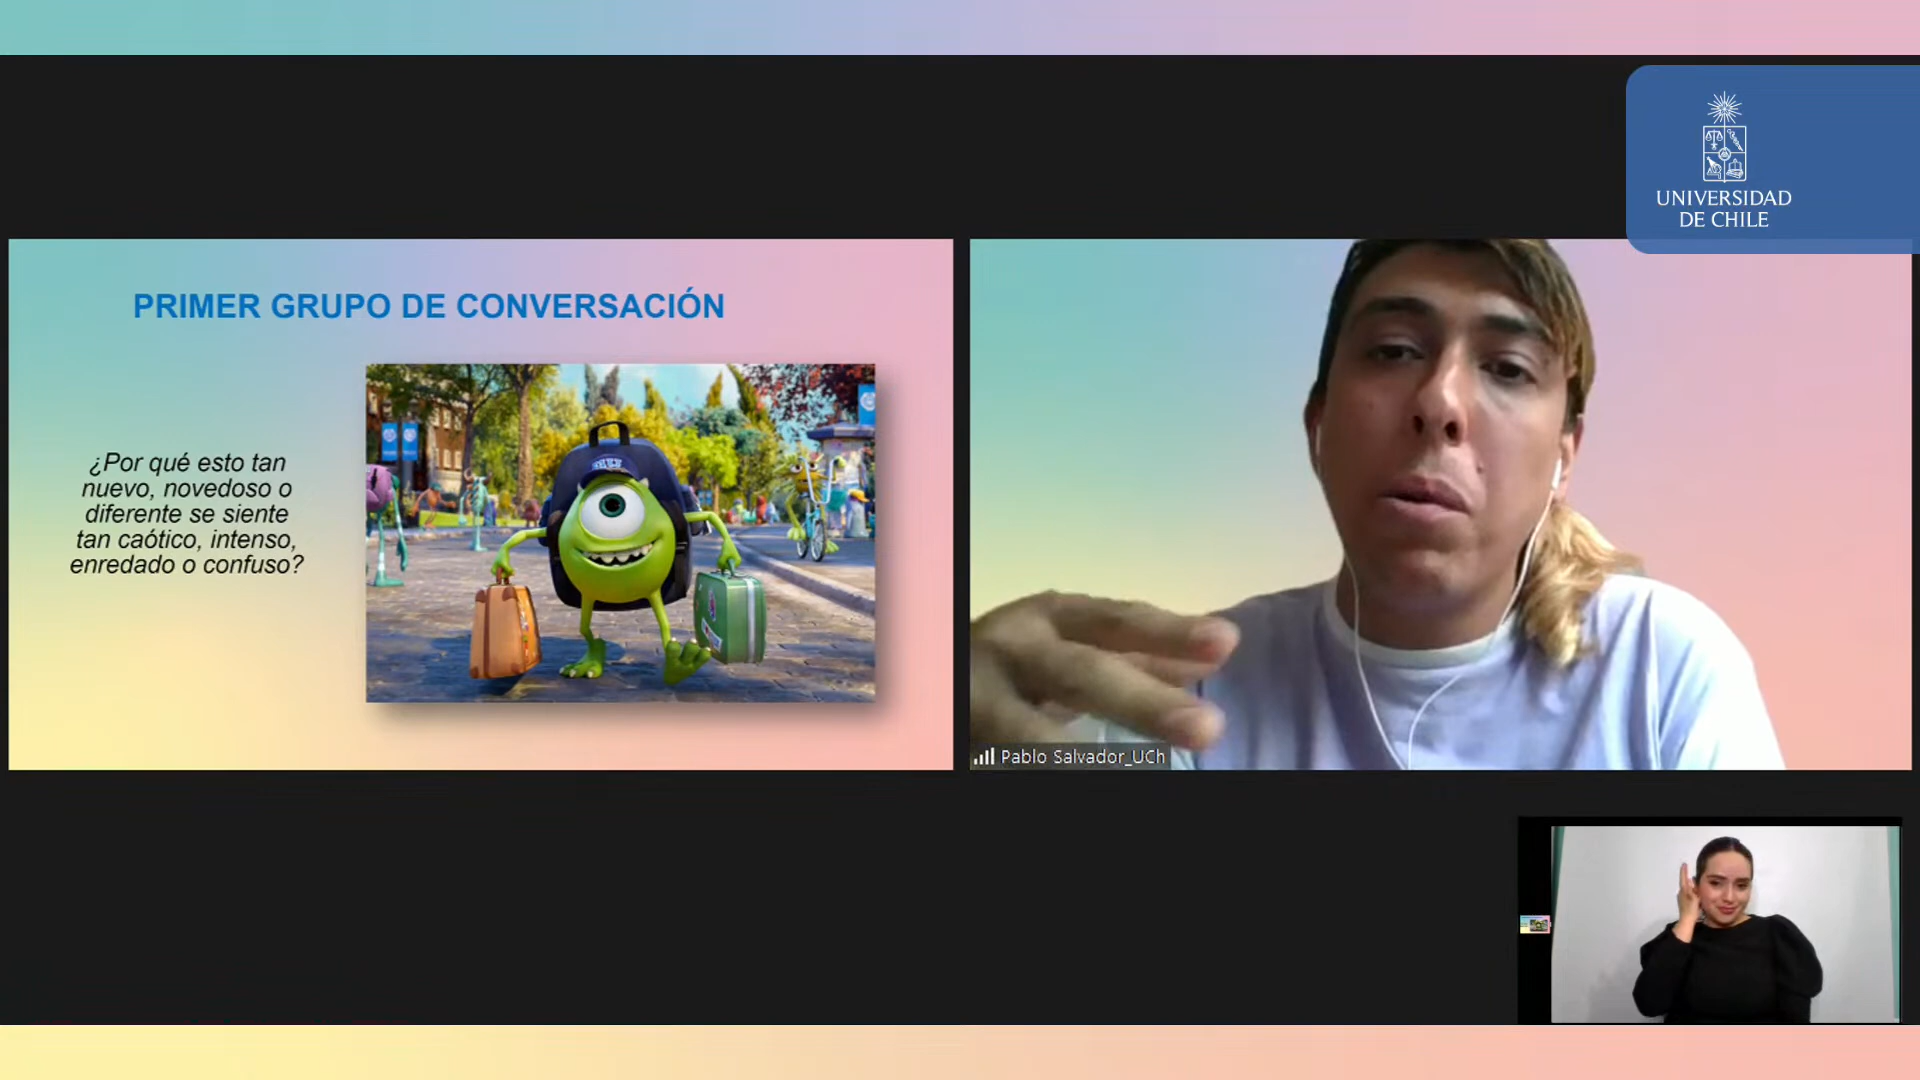 UNIVERSIDAD
DE CHILE
PRIMER GRUPO DE CONVERSACIÓN
¿Por qué esto tan
nuevo, novedoso o
diferente se siente
tan caótico, intenso,
enredado o confuso?
MU
Pablo Salvador_UCh